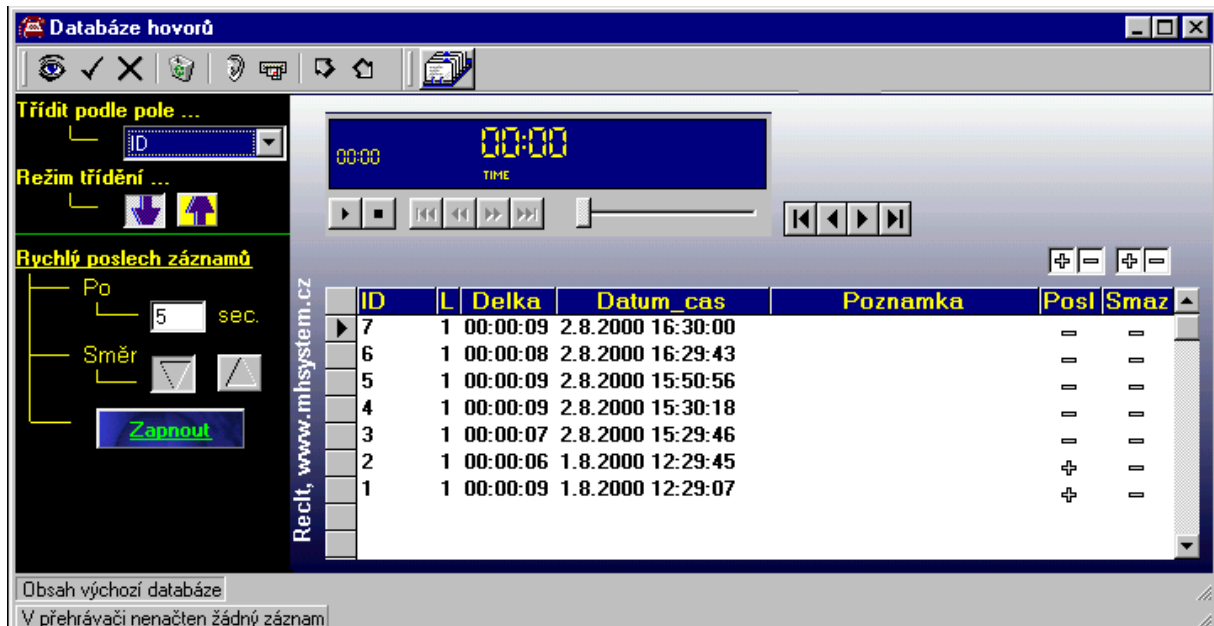 Databáze hovorů
Třídit podle pole ...
ID
Režim třídění ...
Rychlý poslech záznamů
Po
5 sec.
Směr
Zapnout
00:00 00:00
TIME
RecIt, www.mhsystem.cz
ID L Delka Datum_cas Poznamka Posl Smaz
7 1 00:00:09 2.8.2000 16:30:00
6 1 00:00:08 2.8.2000 16:29:43
5 1 00:00:09 2.8.2000 15:50:56
4 1 00:00:09 2.8.2000 15:30:18
3 1 00:00:07 2.8.2000 15:29:46
2 1 00:00:06 1.8.2000 12:29:45
1 1 00:00:09 1.8.2000 12:29:07
Obsah výchozí databáze
V přehrávači nenačten žádný záznam